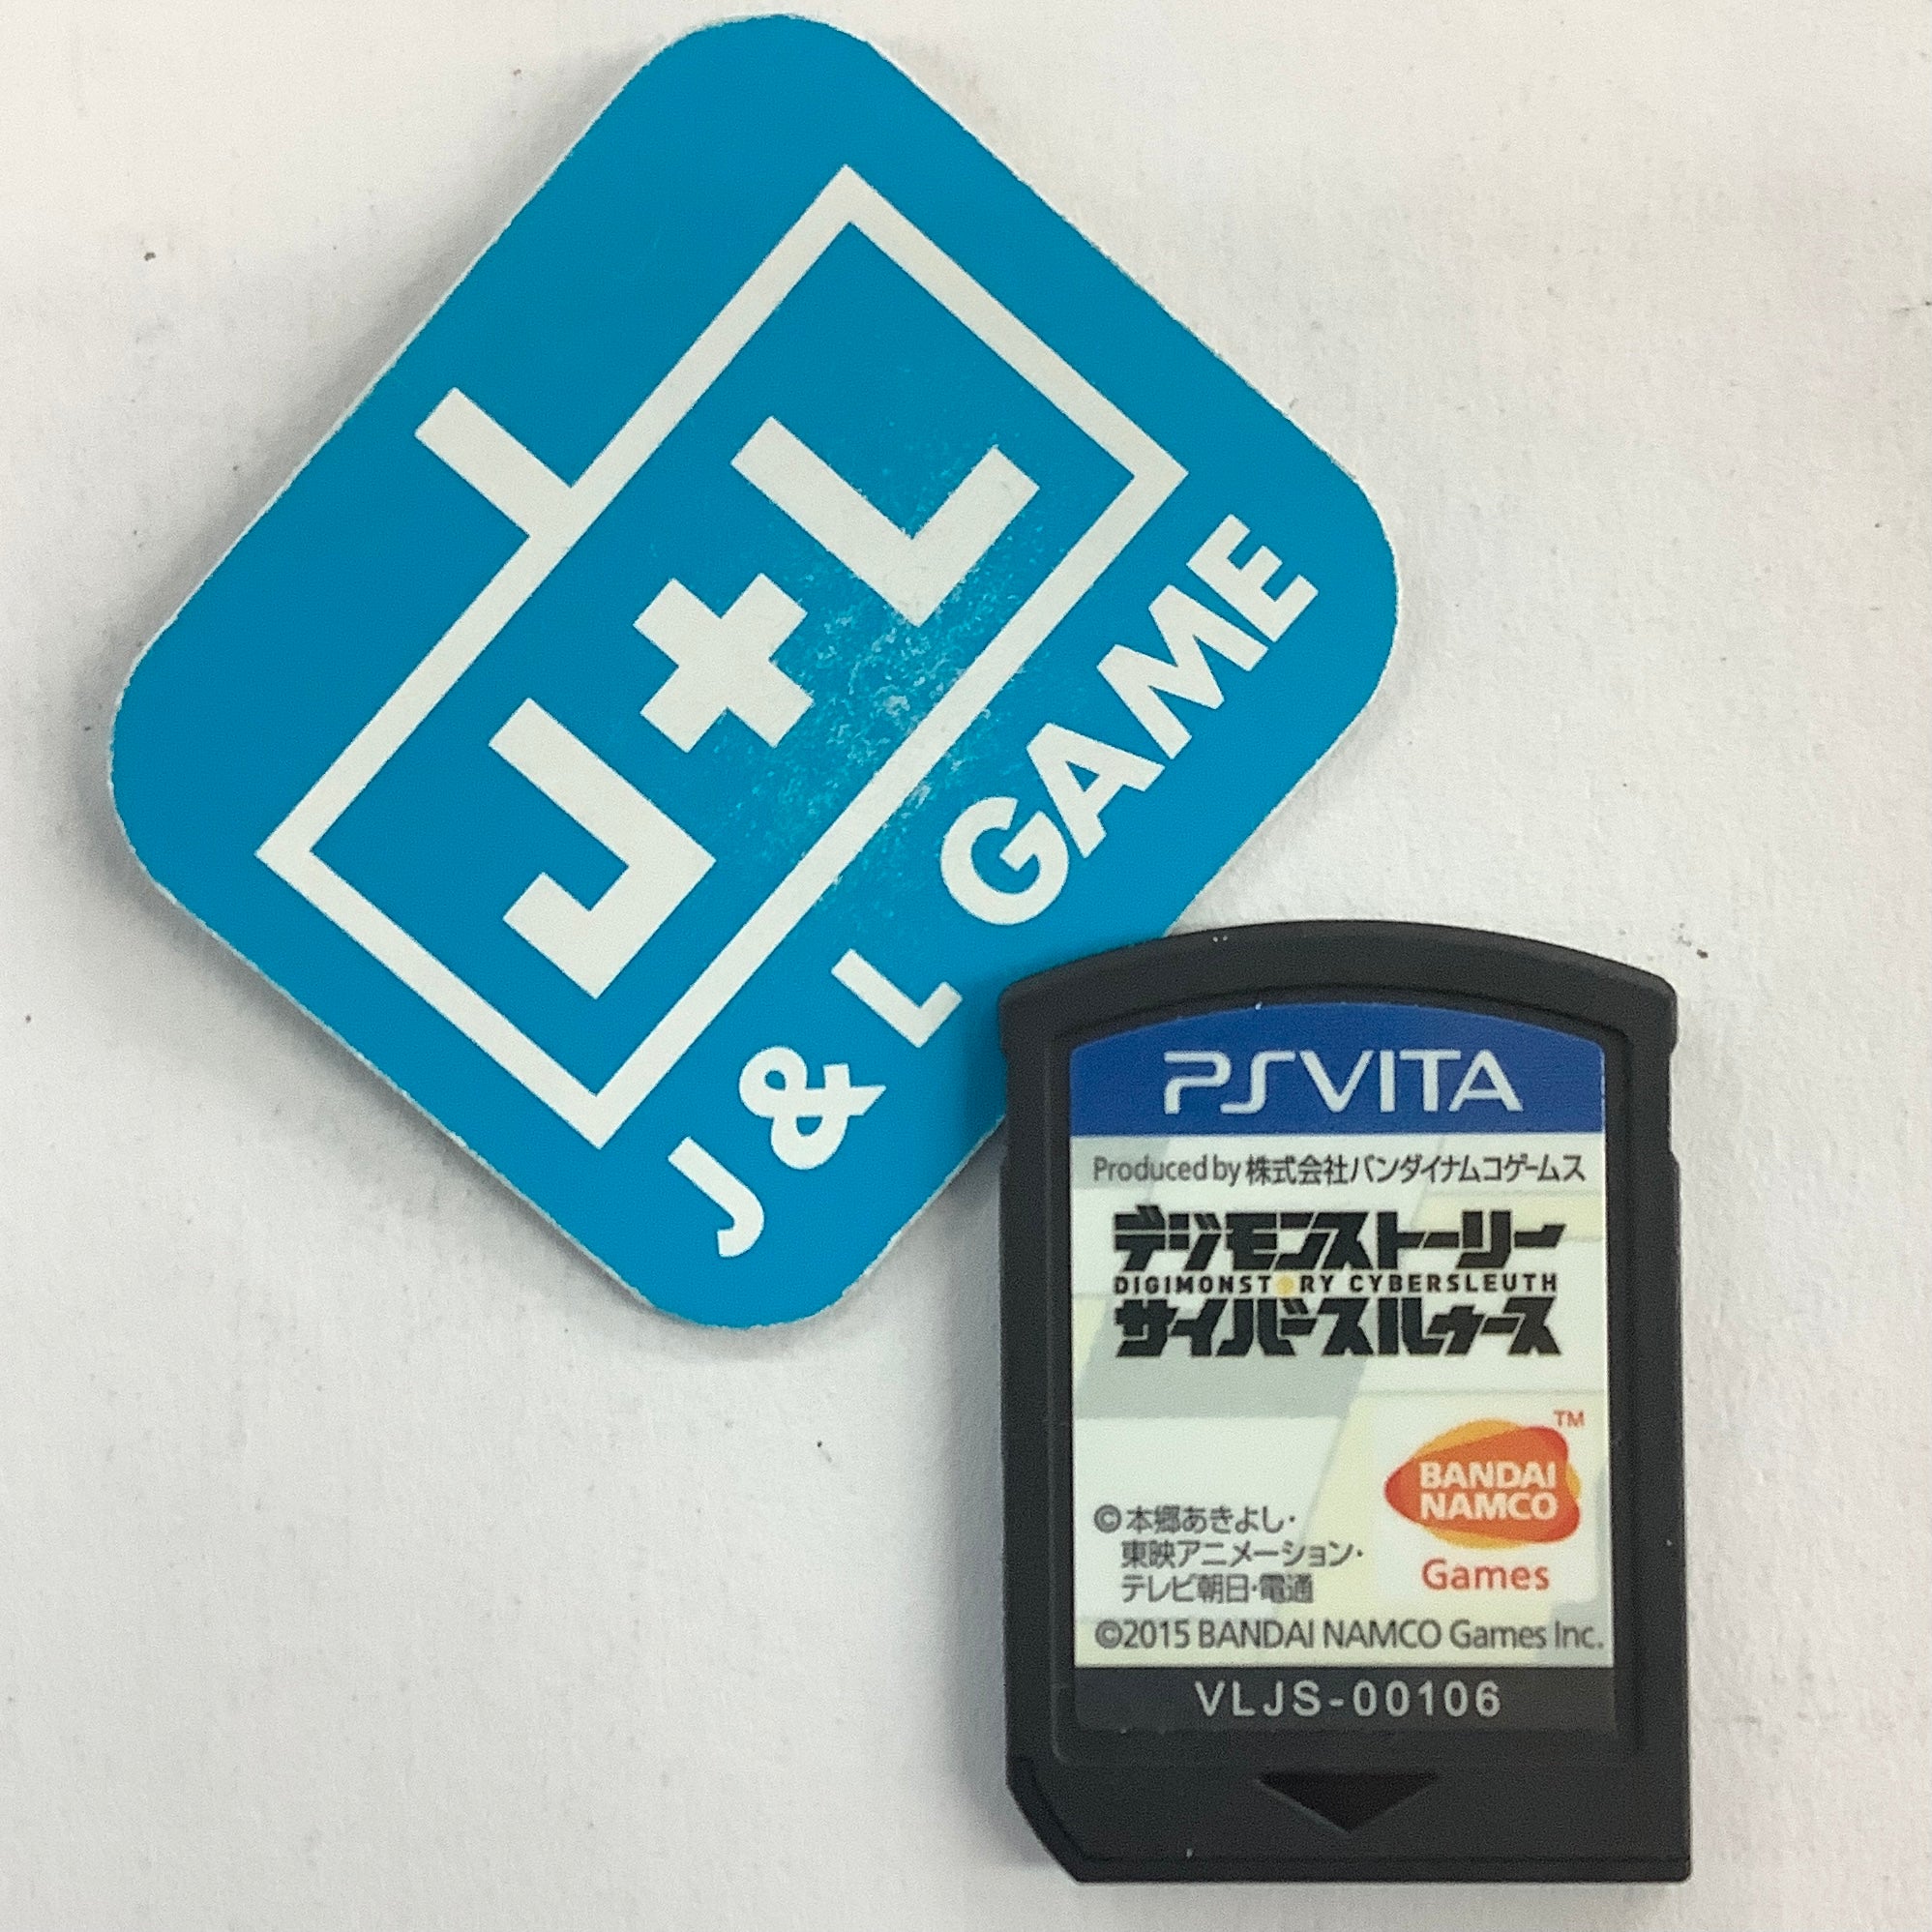 J+L
J & L GAME
PSVITA
Produced by 株式会社バンダイナムコゲームス
デジモンストーリー
DIGIMONSTORY CYBERSLEUTH
サイバースルゥース
TM
BANDAI
NAMCO
Games
©本郷あきよし・
東映アニメーション・
テレビ朝日・電通
©2015 BANDAI NAMCO Games Inc.
VLJS-00106